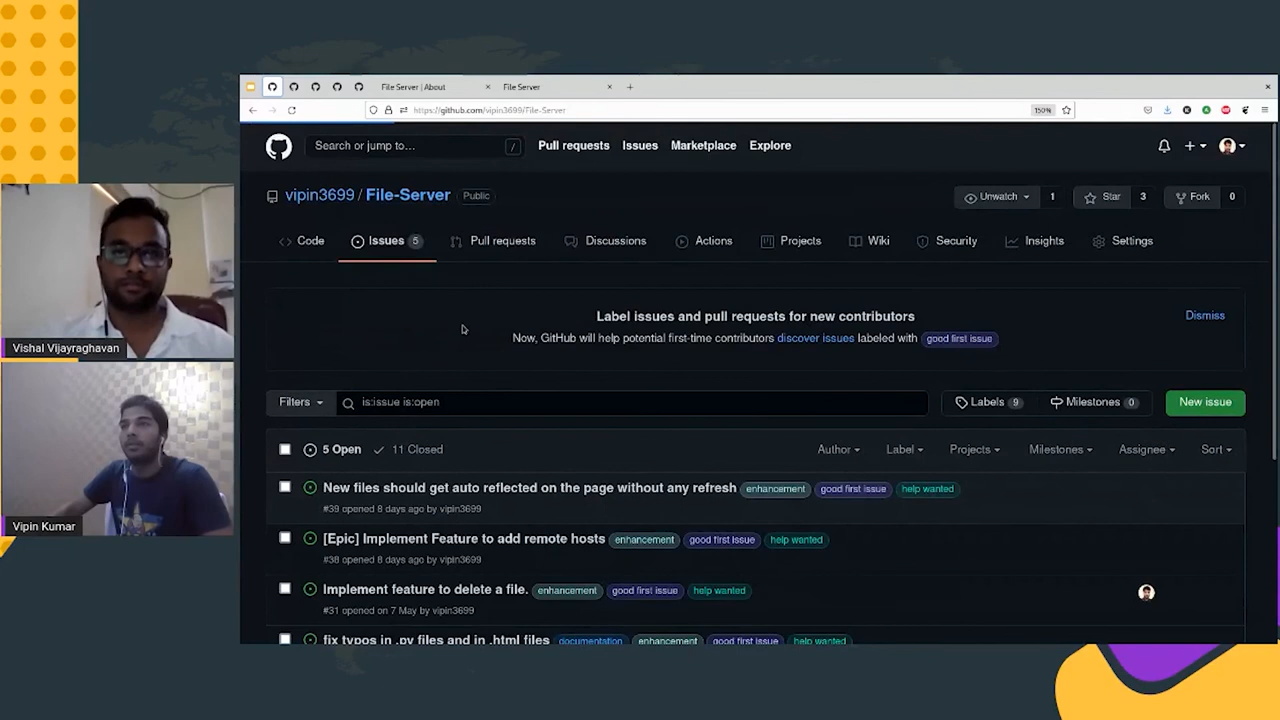 File Server | About
File Server
https://github.com/vipin3699/File-Server
150%
Search or jump to...
/
Pull requests
Issues
Marketplace
Explore
vipin3699 / File-Server
Public
Unwatch
1
Star
3
Fork
0
Code
Issues 5
Pull requests
Discussions
Actions
Projects
Wiki
Security
Insights
Settings
Label issues and pull requests for new contributors
Dismiss
Now, GitHub will help potential first-time contributors discover issues labeled with good first issue
Filters
is:issue is:open
Labels 9
Milestones 0
New issue
5 Open
11 Closed
Author
Label
Projects
Milestones
Assignee
Sort
New files should get auto reflected on the page without any refresh enhancement good first issue help wanted
#39 opened 8 days ago by vipin3699
[Epic] Implement Feature to add remote hosts enhancement good first issue help wanted
#38 opened 8 days ago by vipin3699
Implement feature to delete a file. enhancement good first issue help wanted
#31 opened on 7 May by vipin3699
fix typos in .py files and in .html files documentation enhancement good first issue help wanted
Vishal Vijayraghavan
Vipin Kumar